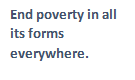 End poverty in all
its forms
everywhere.